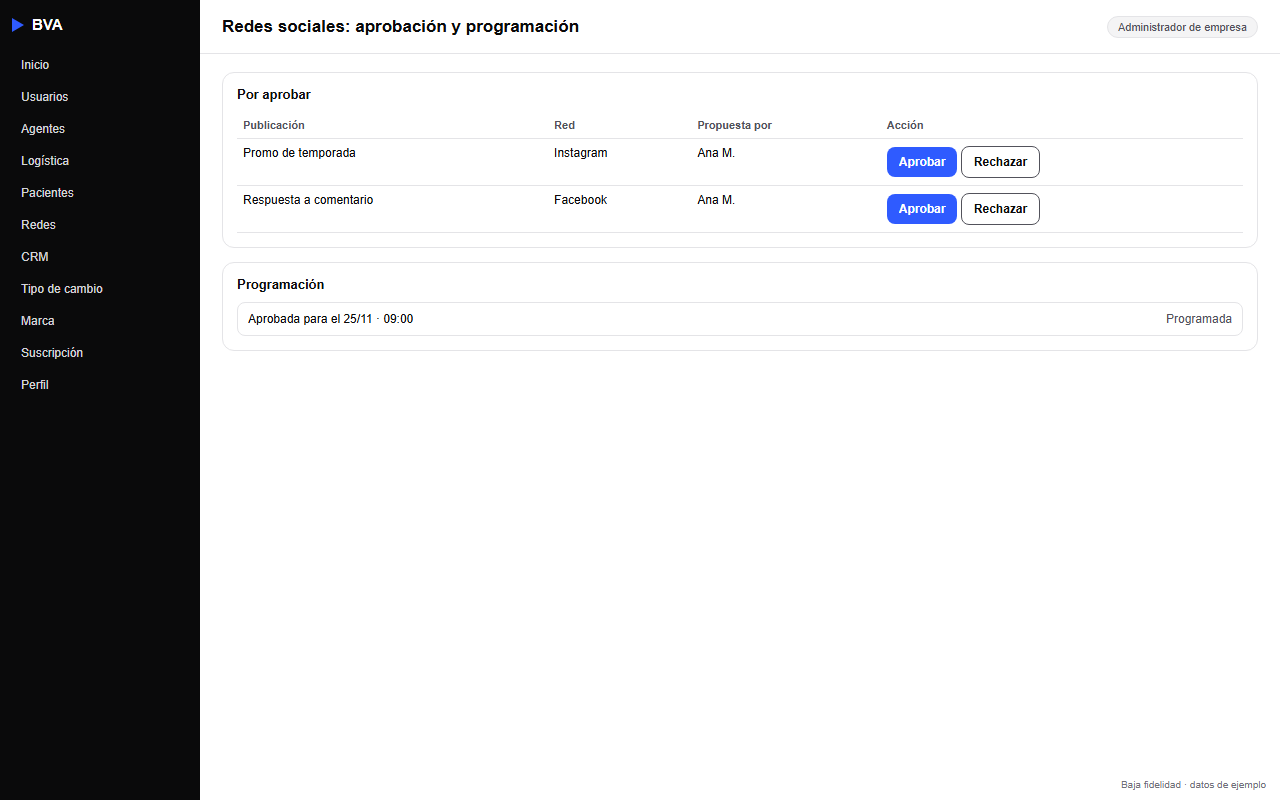 BVA
Inicio
Usuarios
Agentes
Logística
Pacientes
Redes
CRM
Tipo de cambio
Marca
Suscripción
Perfil
Redes sociales: aprobación y programación
Administrador de empresa
Por aprobar
Publicación Red Propuesta por Acción
Promo de temporada Instagram Ana M. Aprobar Rechazar
Respuesta a comentario Facebook Ana M. Aprobar Rechazar
Programación
Aprobada para el 25/11 · 09:00 Programada
Baja fidelidad · datos de ejemplo